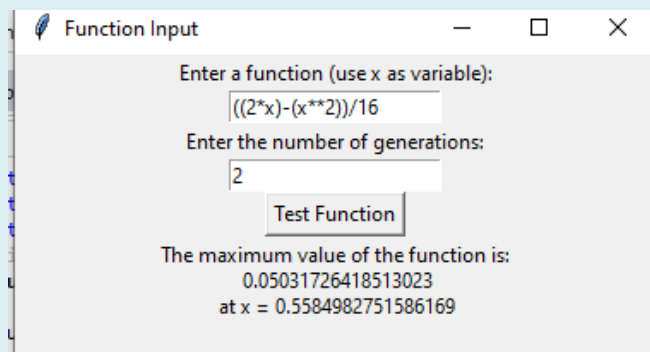 Function Input
Enter a function (use x as variable):
((2*x)-(x**2))/16
Enter the number of generations:
2
Test Function
The maximum value of the function is:
0.05031726418513023
at x = 0.5584982751586169